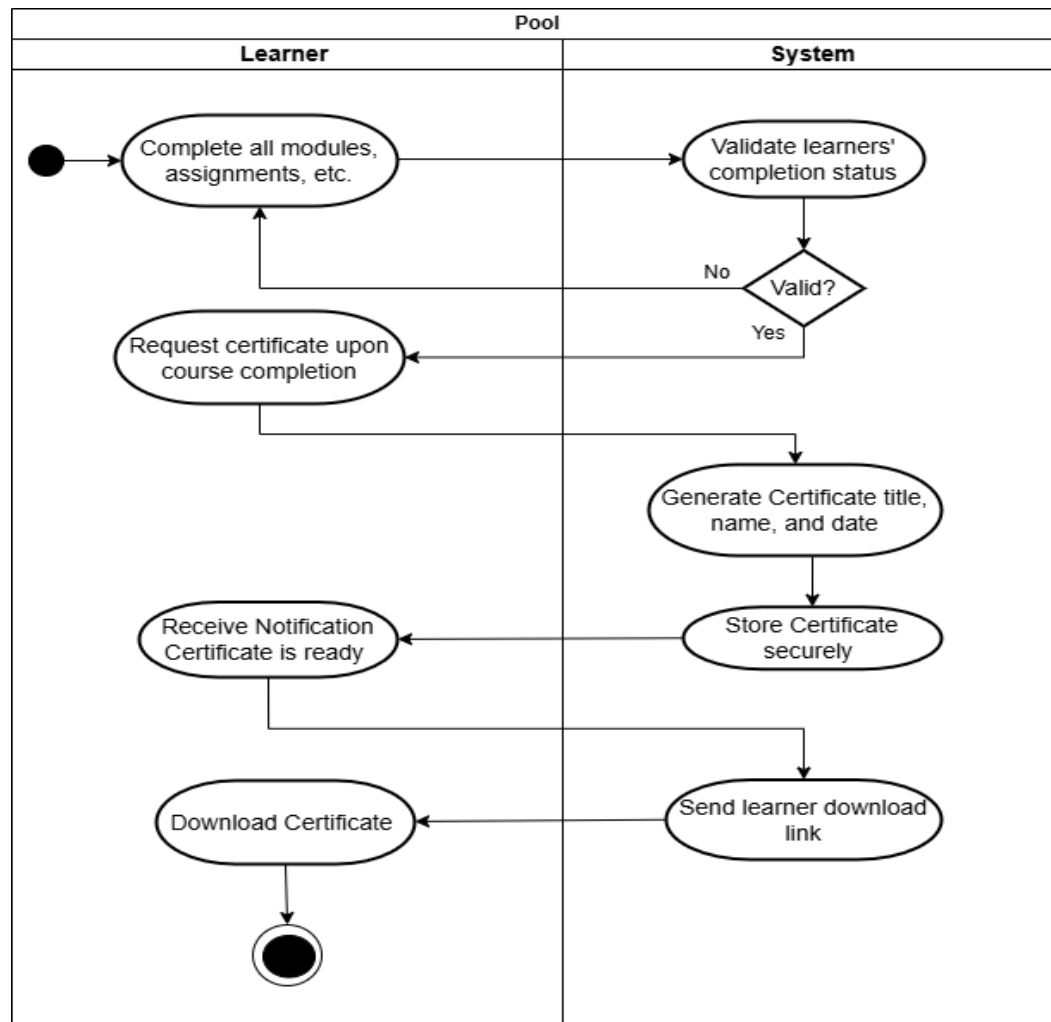 Pool
Learner
System
Complete all modules,
assignments, etc.
Validate learners'
completion status
No
Valid?
Yes
Request certificate upon
course completion
Generate Certificate title,
name, and date
Receive Notification
Certificate is ready
Store Certificate
securely
Download Certificate
Send learner download
link